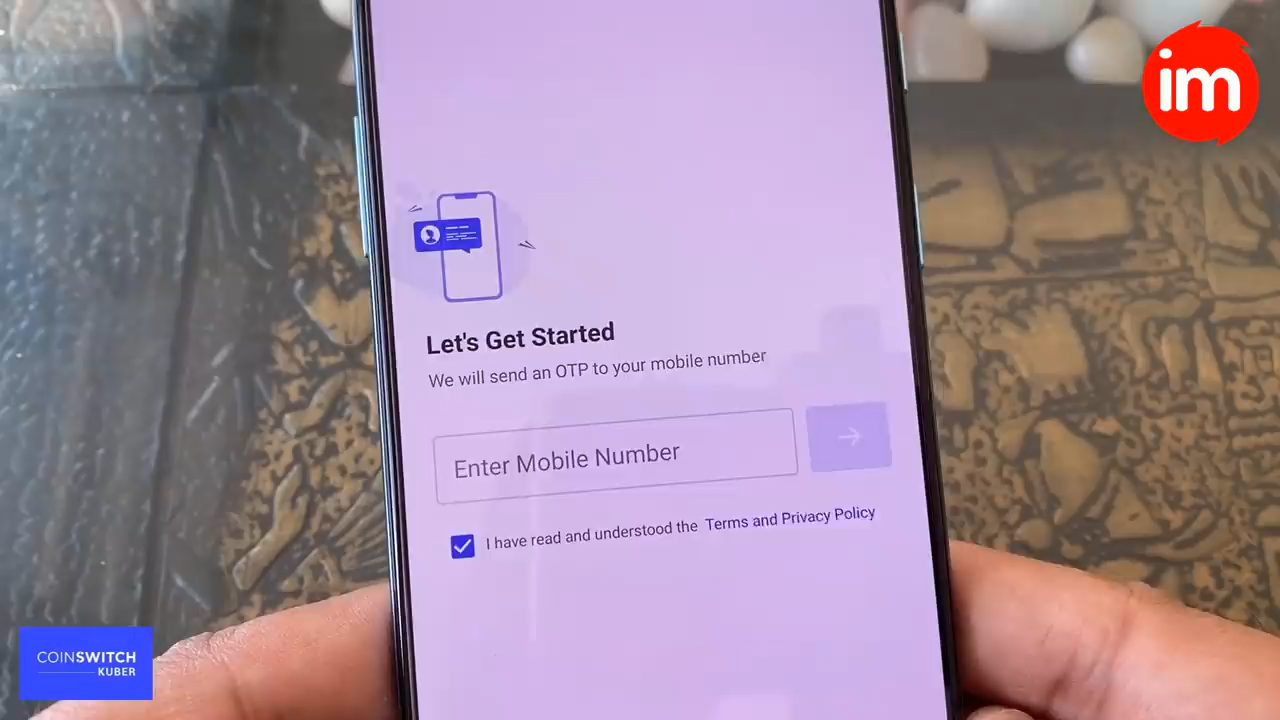 im
Let's Get Started
We will send an OTP to your mobile number
Enter Mobile Number
I have read and understood the Terms and Privacy Policy
COINSWITCH
KUBER